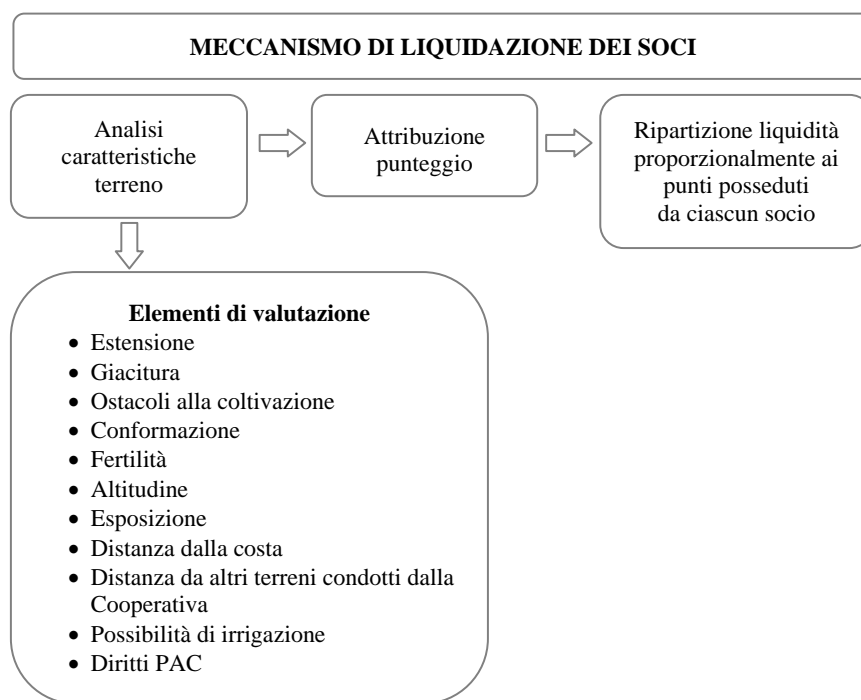 MECCANISMO DI LIQUIDAZIONE DEI SOCI
Analisi
caratteristiche
terreno
Attribuzione
punteggio
Ripartizione liquidità
proporzionalmente ai
punti posseduti
da ciascun socio
Elementi di valutazione
• Estensione
• Giacitura
• Ostacoli alla coltivazione
• Conformazione
• Fertilità
• Altitudine
• Esposizione
• Distanza dalla costa
• Distanza da altri terreni condotti dalla
Cooperativa
• Possibilità di irrigazione
• Diritti PAC